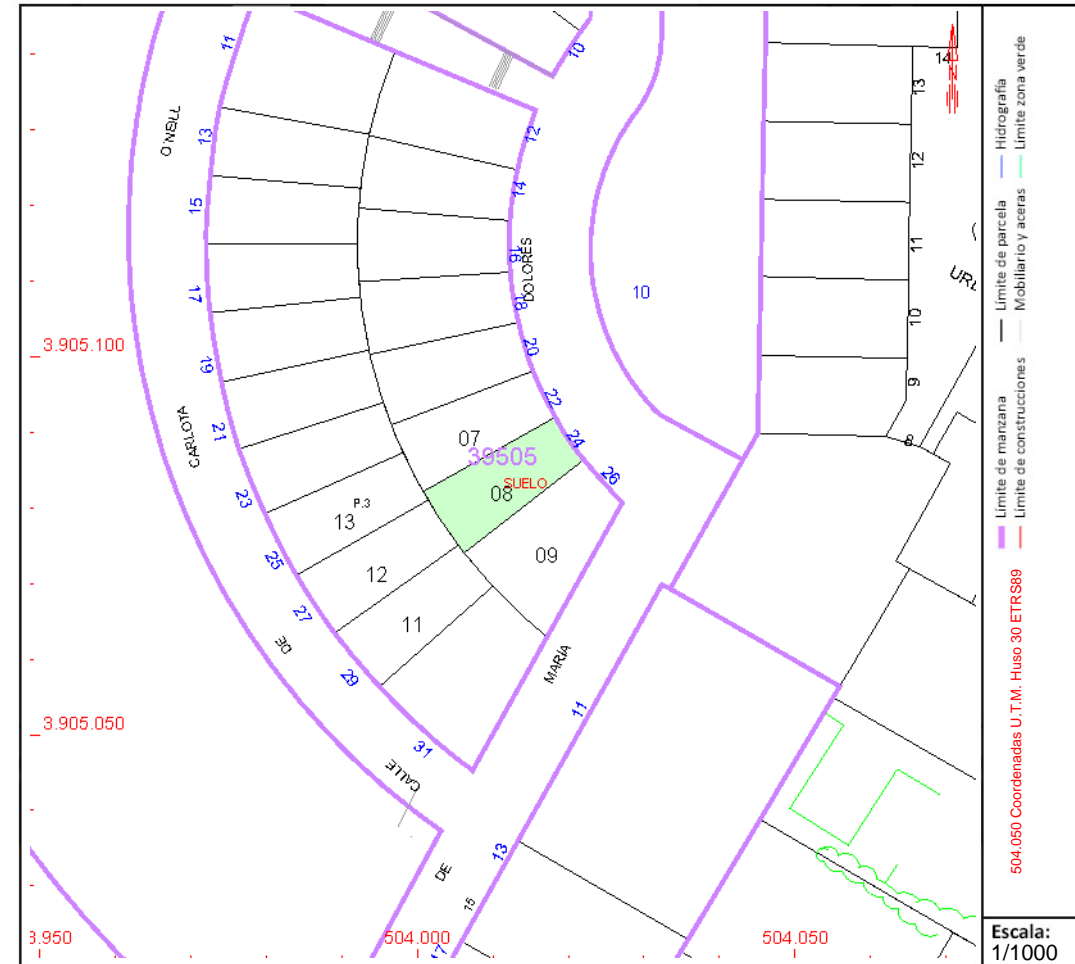 11
10
O'NEILL
13
12
14
15
16
DOLORES
17
18
10
19
20
3.905.100
22
CARLOTA
21
24
07
39505
SUELO
08
26
23
P.3
13
09
25
12
27
11
DE
29
MARÍA
11
3.905.050
31
CALLE
13
DE
15
17
3.950
504.000
504.050
14
13
12
11
10
9
8
Hidrografía
Límite zona verde
Límite de parcela
Mobiliario y aceras
Límite de manzana
Límite de construcciones
504.050 Coordenadas U.T.M. Huso 30 ETRS89
Escala:
1/1000